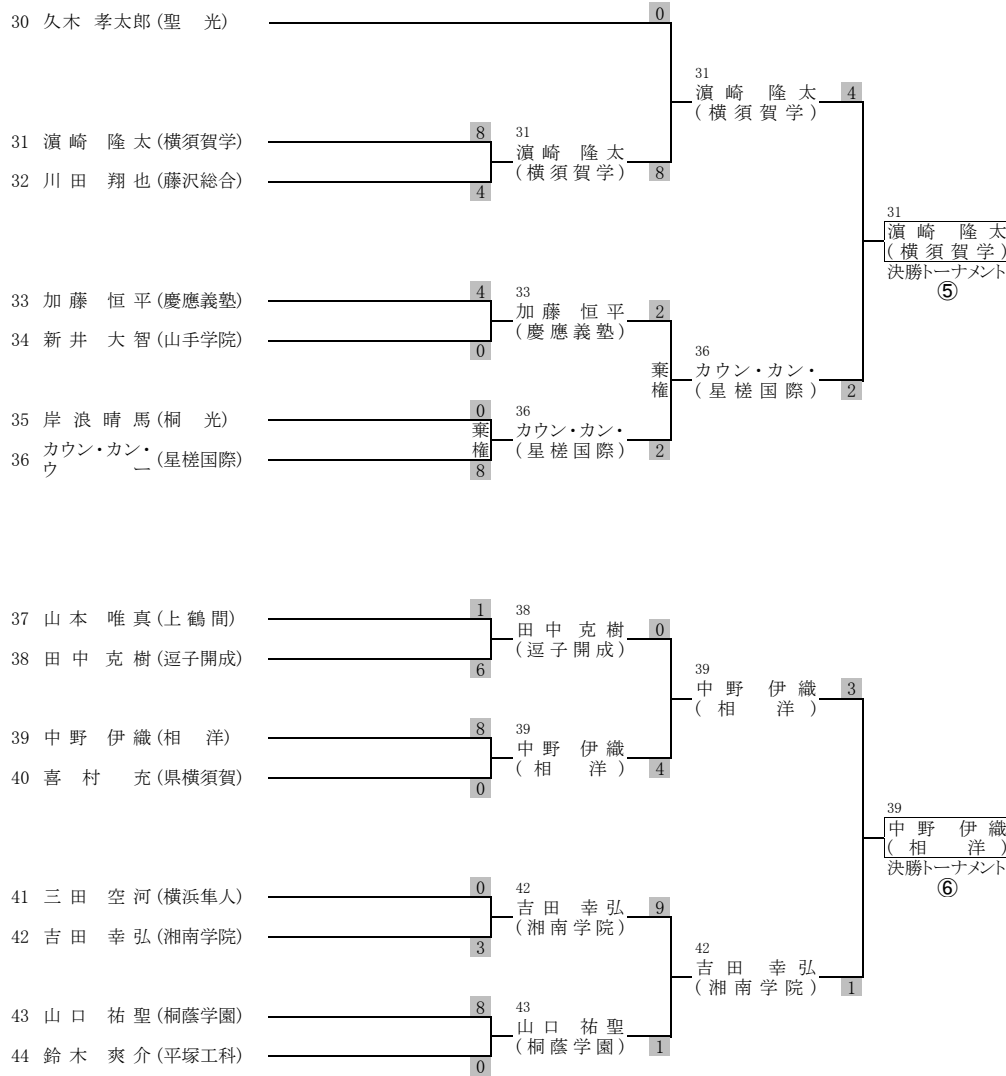 30 久木 孝太郎 (聖 光)
0
31
濵崎 隆太
(横須賀学)
4
31 濵崎 隆太 (横須賀学)
8
31
濵崎 隆太
(横須賀学)
8
32 川田 翔也 (藤沢総合)
4
31
濵崎 隆太
(横須賀学)
決勝トーナメント
⑤
33 加藤 恒平 (慶應義塾)
4
33
加藤 恒平
(慶應義塾)
2
34 新井 大智 (山手学院)
0
棄権
36
カウン・カン・
(星槎国際)
2
35 岸浪晴馬 (桐 光)
0
棄権
36
カウン・カン・
(星槎国際)
2
36 カウン・カン・ウー (星槎国際)
8
37 山本 唯真 (上鶴間)
1
38
田中 克樹
(逗子開成)
0
38 田中 克樹 (逗子開成)
6
39
中野 伊織
(相 洋)
3
39 中野 伊織 (相 洋)
8
39
中野 伊織
(相 洋)
4
40 喜村 充 (県横須賀)
0
39
中野 伊織
(相 洋)
決勝トーナメント
⑥
41 三田 空河 (横浜隼人)
0
42
吉田 幸弘
(湘南学院)
9
42 吉田 幸弘 (湘南学院)
3
42
吉田 幸弘
(湘南学院)
1
43 山口 祐聖 (桐蔭学園)
8
43
山口 祐聖
(桐蔭学園)
1
44 鈴木 爽介 (平塚工科)
0